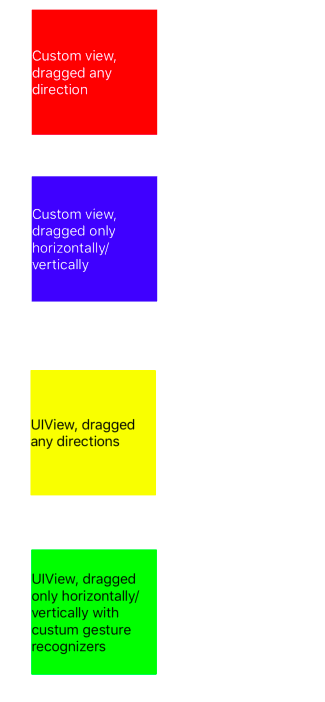 Custom view,
dragged any
direction
Custom view,
dragged only
horizontally/
vertically
UIView, dragged
any directions
UIView, dragged
only horizontally/
vertically with
custum gesture
recognizers